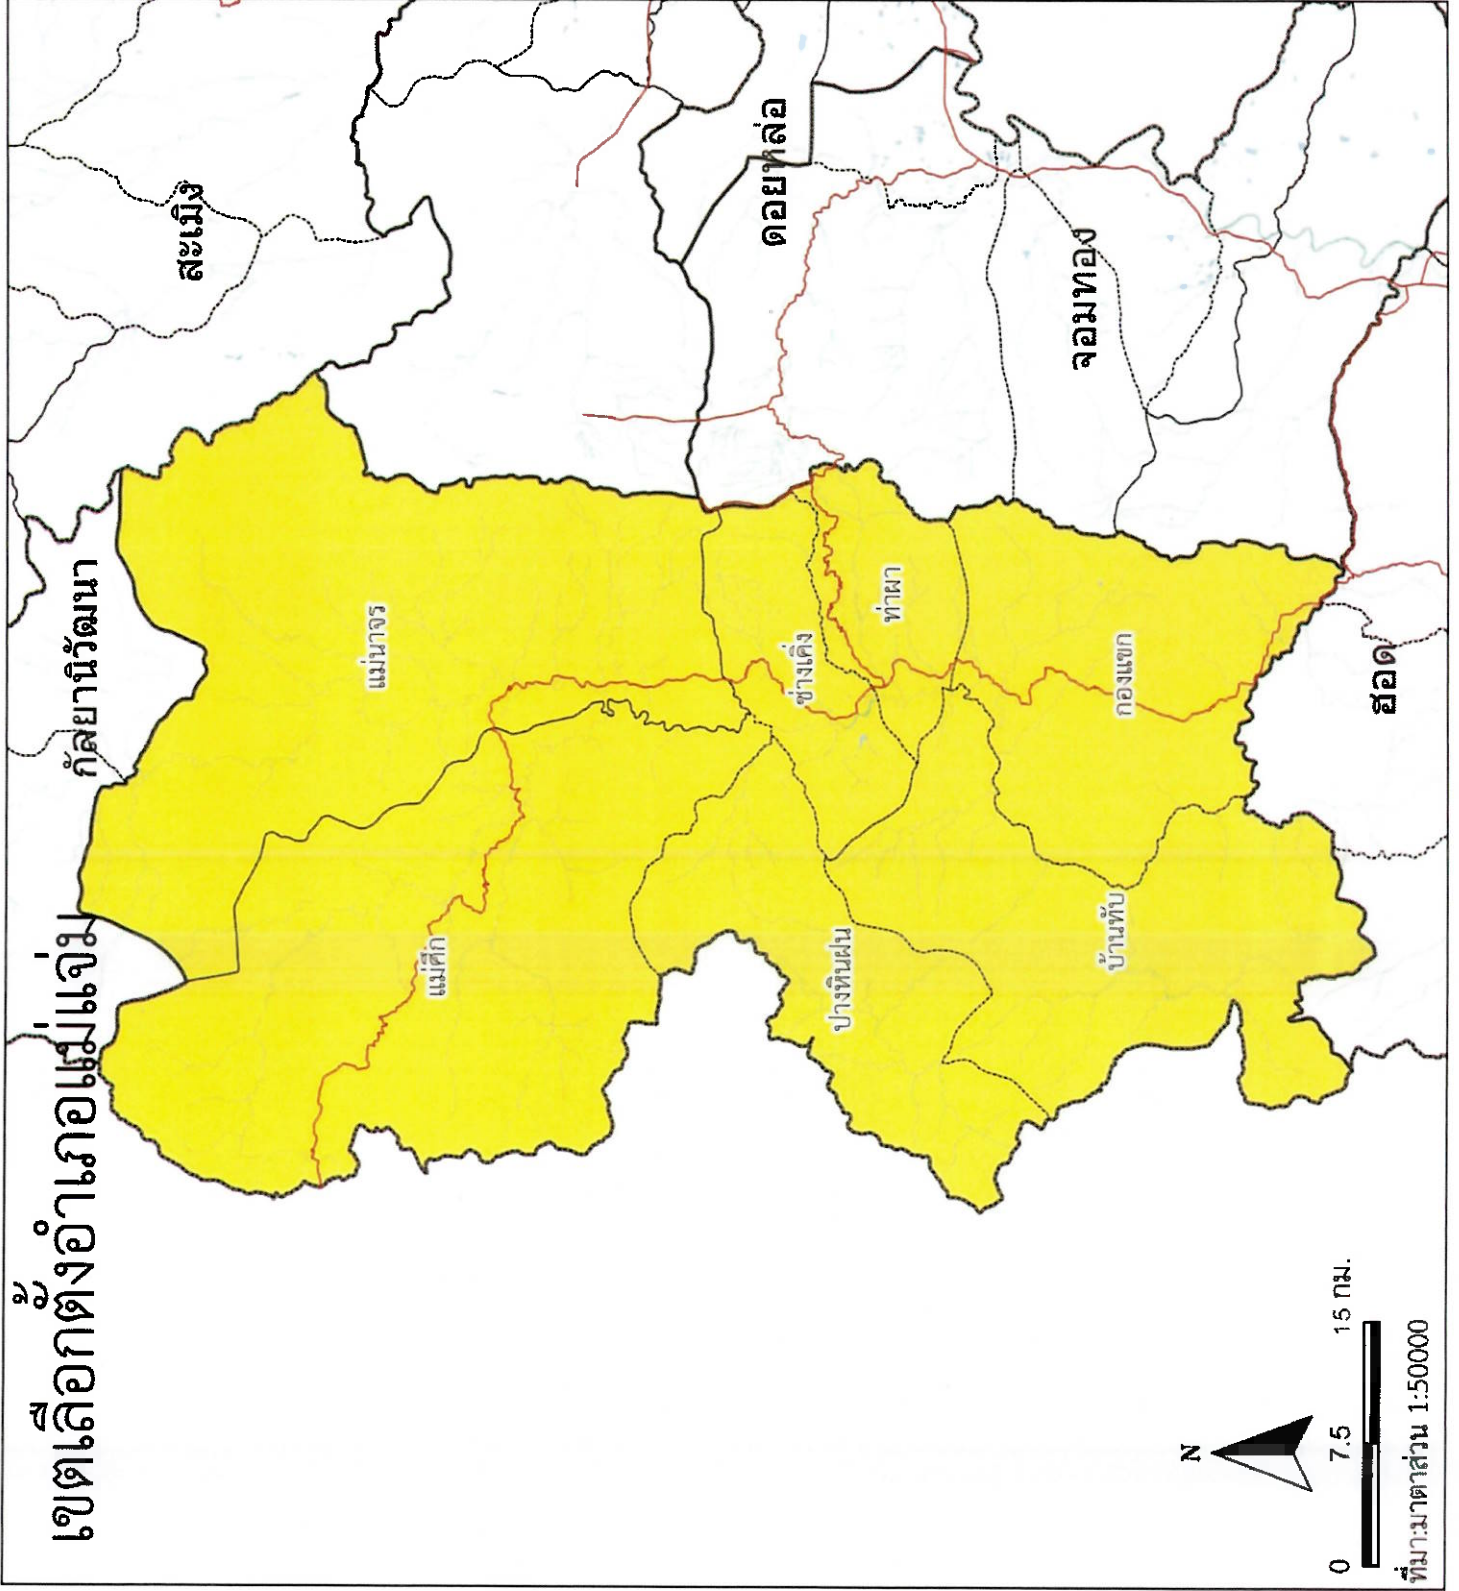 เขตเลือกตั้งอำเภอแม่แจ่ม
กัลยานิวัฒนา
สะเมิง
แม่นาจร
แม่ศึก
ดอยหล่อ
ช่างเคิ่ง
ท่าผา
ปางหินฝน
จอมทอง
กองแขก
บ้านทับ
ฮอด
N
0 7.5 15 กม.
ที่มา:มาตาส่วน 1:50000